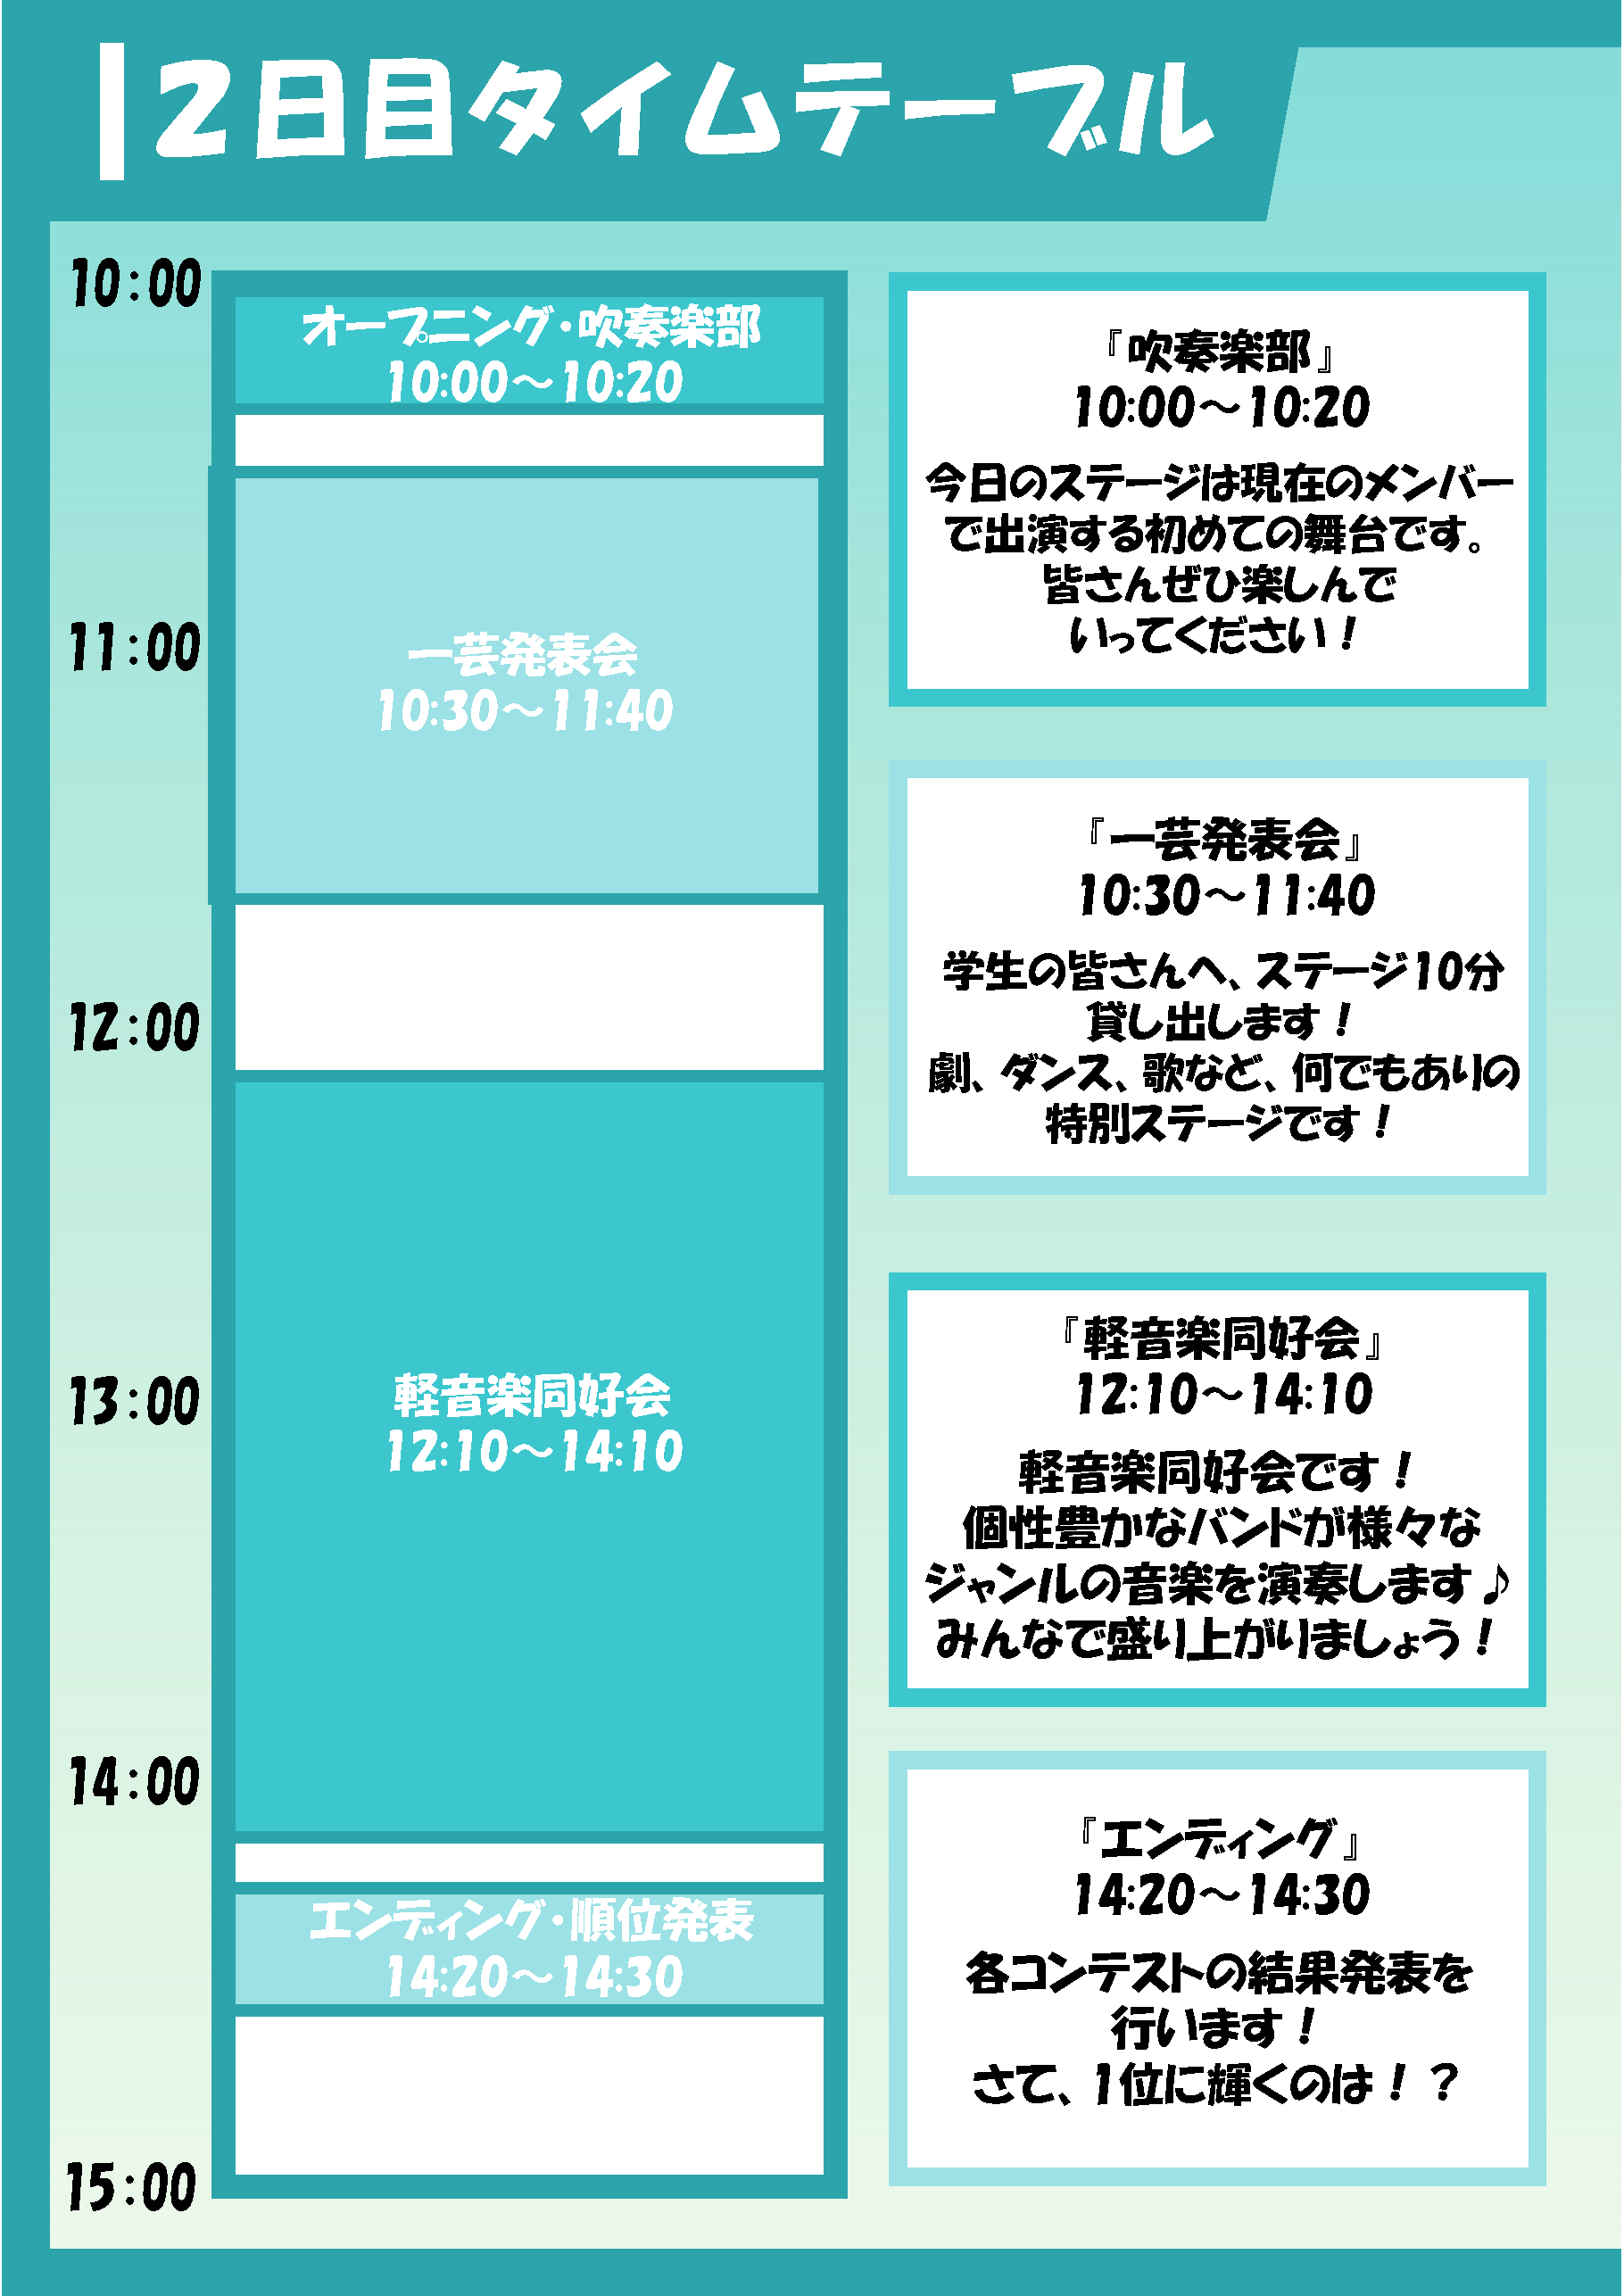 2日目タイムテーブル
10:00
オープニング・吹奏楽部
10:00～10:20
11:00
一芸発表会
10:30～11:40
12:00
13:00
軽音楽同好会
12:10～14:10
14:00
エンディング・順位発表
14:20～14:30
15:00
『吹奏楽部』
10:00～10:20
今日のステージは現在のメンバー
で出演する初めての舞台です。
皆さんぜひ楽しんで
いってください！
『一芸発表会』
10:30～11:40
学生の皆さんへ、ステージ10分
貸し出します！
劇、ダンス、歌など、何でもありの
特別ステージです！
『軽音楽同好会』
12:10～14:10
軽音楽同好会です！
個性豊かなバンドが様々な
ジャンルの音楽を演奏します♪
みんなで盛り上がりましょう！
『エンディング』
14:20～14:30
各コンテストの結果発表を
行います！
さて、1位に輝くのは！？